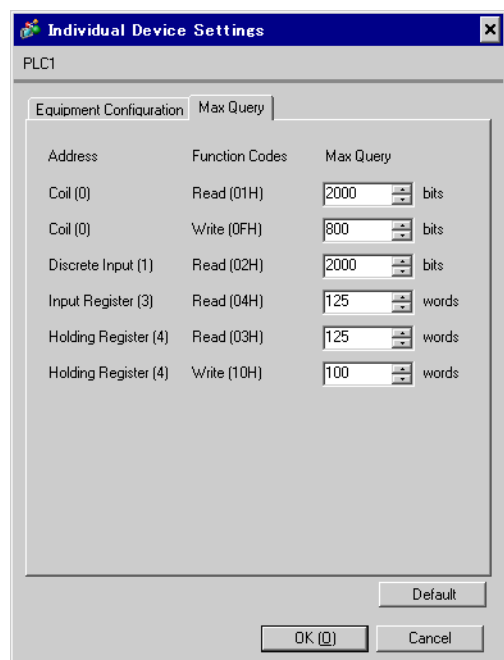 Individual Device Settings
PLC1
Equipment Configuration Max Query
Address Function Codes Max Query
Coil (0) Read (01H) 2000 bits
Coil (0) Write (0FH) 800 bits
Discrete Input (1) Read (02H) 2000 bits
Input Register (3) Read (04H) 125 words
Holding Register (4) Read (03H) 125 words
Holding Register (4) Write (10H) 100 words
Default
OK (O) Cancel